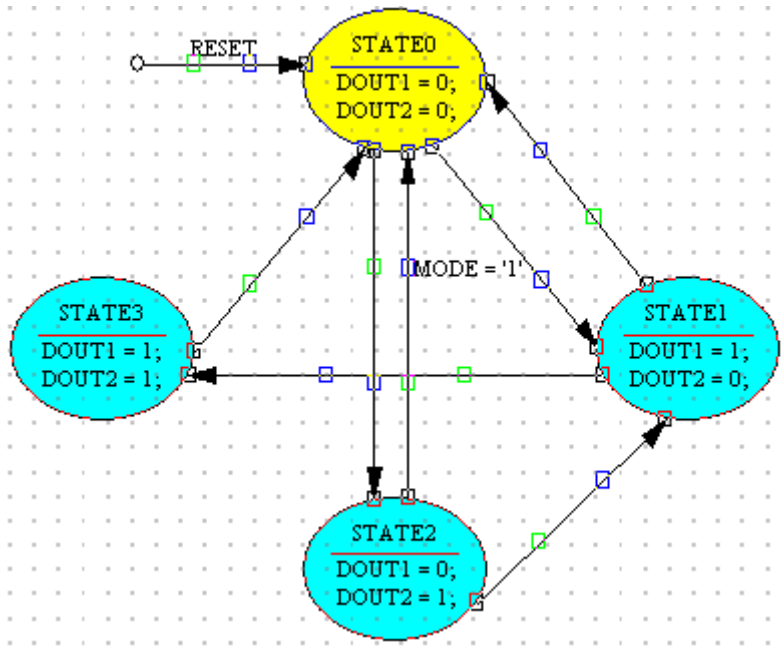 RESET
STATE0
DOUT1 = 0;
DOUT2 = 0;
MODE = '1'
STATE3
DOUT1 = 1;
DOUT2 = 1;
STATE1
DOUT1 = 1;
DOUT2 = 0;
STATE2
DOUT1 = 0;
DOUT2 = 1;